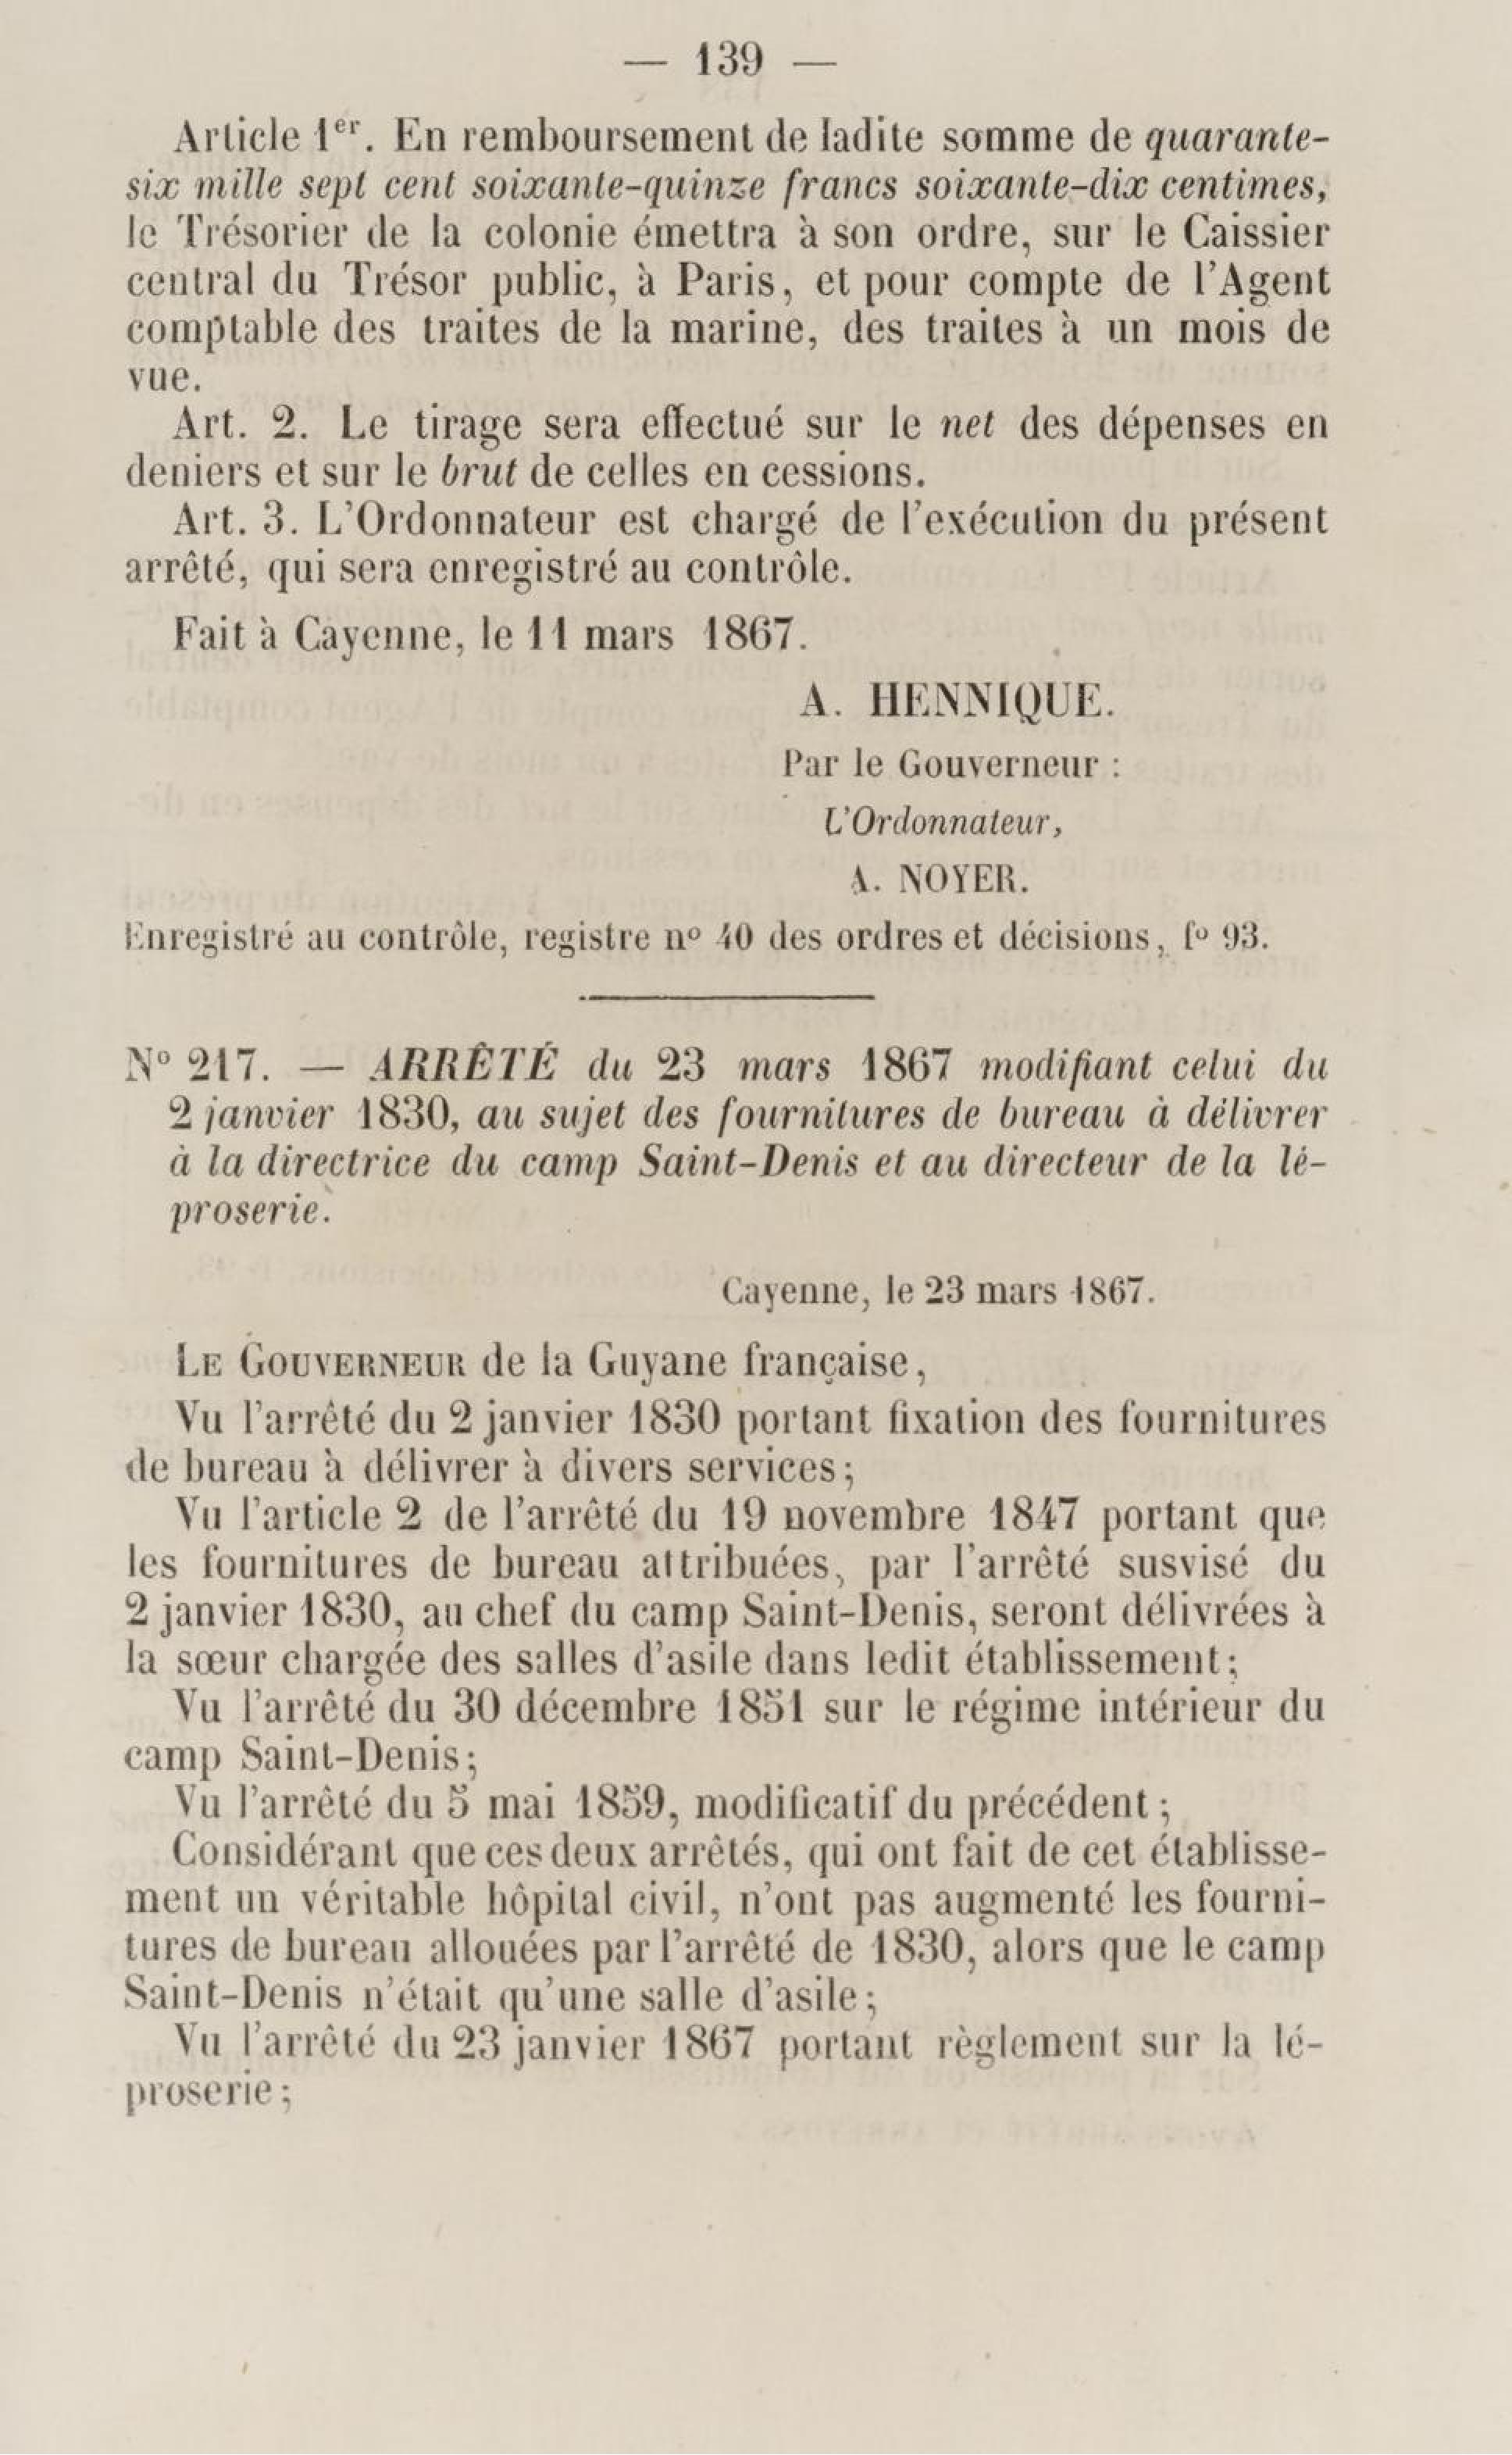 — 139 —
Article 1er. En remboursement de ladite somme de quarante-
six mille sept cent soixante-quinze francs soixante-dix centimes,
le Trésorier de la colonie émettra à son ordre, sur le Caissier
central du Trésor public, à Paris, et pour compte de l'Agent
comptable des traites de la marine, des traites à un mois de
vue.
Art. 2. Le tirage sera effectué sur le net des dépenses en
deniers et sur le brut de celles en cessions.
Art. 3. L'Ordonnateur est chargé de l'exécution du présent
arrêté, qui sera enregistré au contrôle.
Fait à Cayenne, le 11 mars 1867.
A. HENNIQUE.
Par le Gouverneur :
L'Ordonnateur,
A. NOYER.
Enregistré au contrôle, registre no 40 des ordres et décisions, fo 93.
No 217. — ARRÊTÉ du 23 mars 1867 modifiant celui du
2 janvier 1830, au sujet des fournitures de bureau à délivrer
à la directrice du camp Saint-Denis et au directeur de la lé-
proserie.
Cayenne, le 23 mars 1867.
LE GOUVERNEUR de la Guyane française,
Vu l'arrêté du 2 janvier 1830 portant fixation des fournitures
de bureau à délivrer à divers services;
Vu l'article 2 de l'arrêté du 19 novembre 1847 portant que
les fournitures de bureau attribuées, par l'arrêté susvisé du
2 janvier 1830, au chef du camp Saint-Denis, seront délivrées à
la sœur chargée des salles d'asile dans ledit établissement;
Vu l'arrêté du 30 décembre 1851 sur le régime intérieur du
camp Saint-Denis;
Vu l'arrêté du 5 mai 1859, modificatif du précédent;
Considérant que ces deux arrêtés, qui ont fait de cet établisse-
ment un véritable hôpital civil, n'ont pas augmenté les fourni-
tures de bureau allouées par l'arrêté de 1830, alors que le camp
Saint-Denis n'était qu'une salle d'asile;
Vu l'arrêté du 23 janvier 1867 portant règlement sur la lé-
proserie;